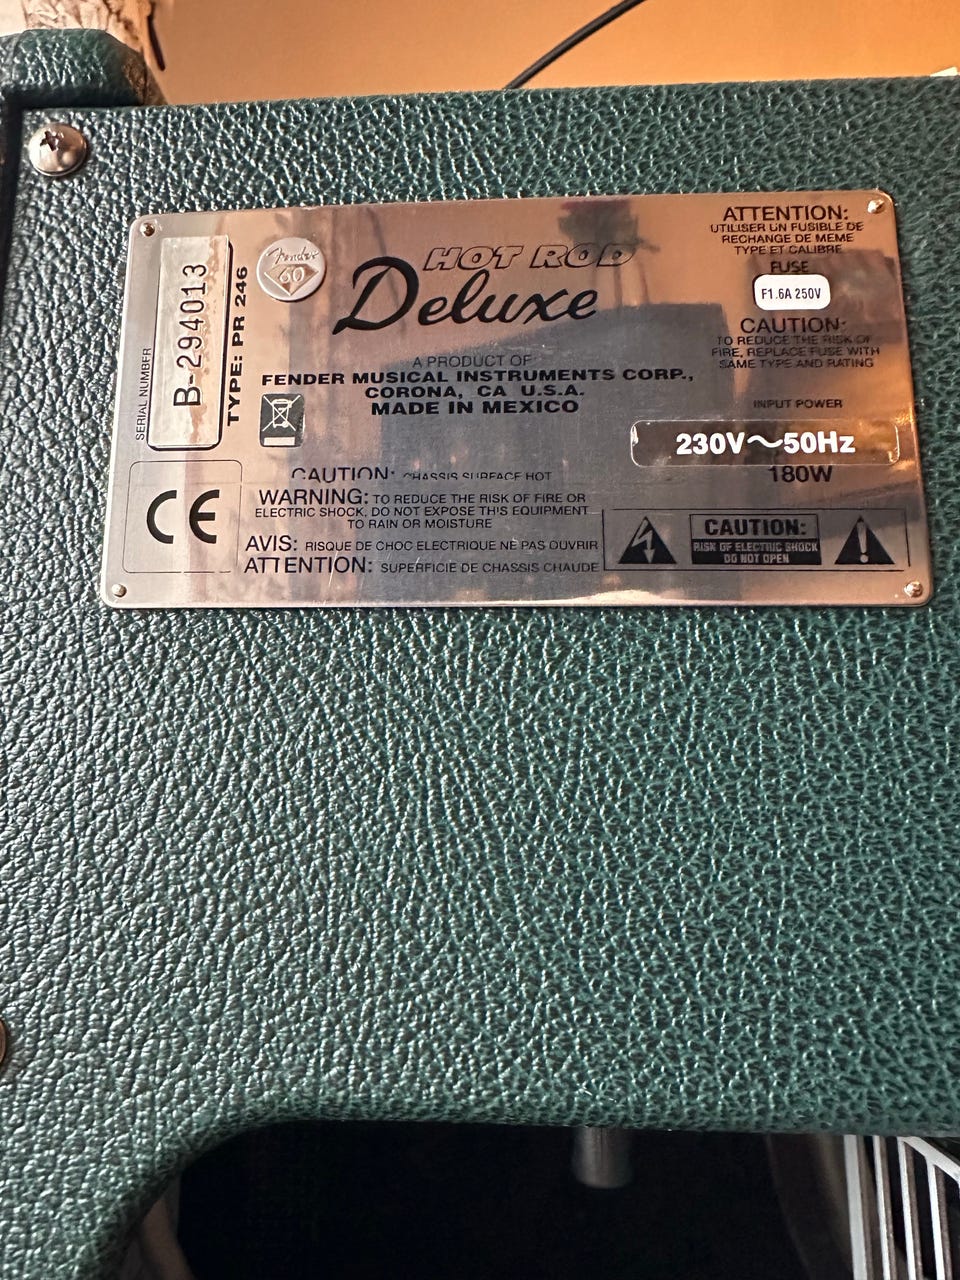 SERIAL NUMBER
B-294013
TYPE: PR 246
Fender
60
HOT ROD
Deluxe
A PRODUCT OF:
FENDER MUSICAL INSTRUMENTS CORP.,
CORONA, CA U.S.A.
MADE IN MEXICO
ATTENTION:
UTILISER UN FUSIBLE DE
RECHANGE DE MEME
TYPE ET CALIBRE
FUSE
F1.6A 250V
CAUTION:
TO REDUCE THE RISK OF
FIRE, REPLACE FUSE WITH
SAME TYPE AND RATING
INPUT POWER
230V~50Hz
180W
CE
CAUTION: CHASSIS SURFACE HOT
WARNING: TO REDUCE THE RISK OF FIRE OR
ELECTRIC SHOCK, DO NOT EXPOSE THIS EQUIPMENT
TO RAIN OR MOISTURE
AVIS: RISQUE DE CHOC ELECTRIQUE NE PAS OUVRIR
ATTENTION: SUPERFICIE DE CHASSIS CHAUDE
CAUTION:
RISK OF ELECTRIC SHOCK
DO NOT OPEN